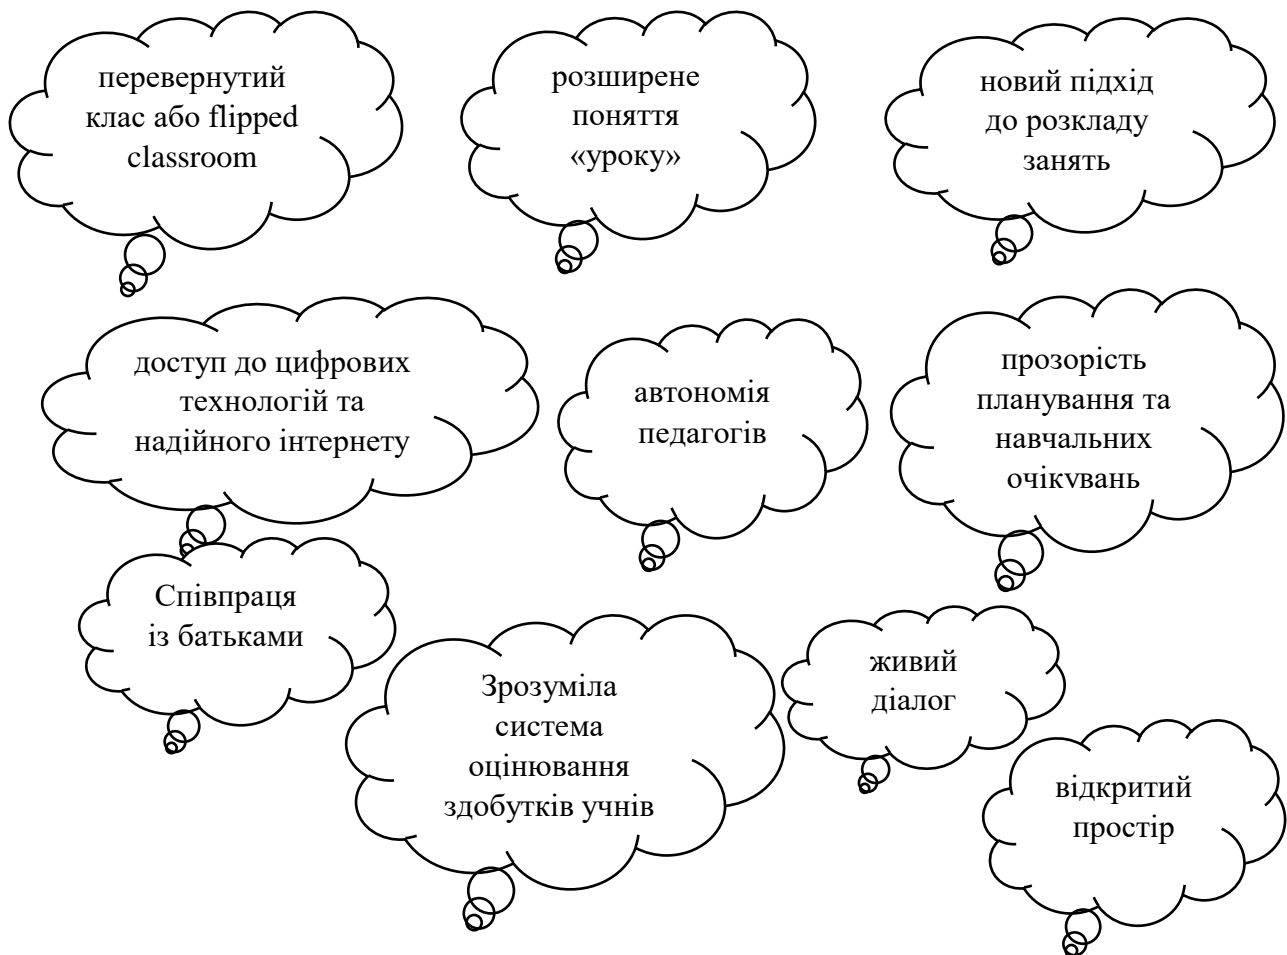 перевернутий
клас або flipped
classroom
розширене
поняття
«уроку»
новий підхід
до розкладу
занять
доступ до цифрових
технологій та
надійного інтернету
автономія
педагогів
прозорість
планування та
навчальних
очікувань
Співпраця
із батьками
Зрозуміла
система
оцінювання
здобутків учнів
живий
діалог
відкритий
простір